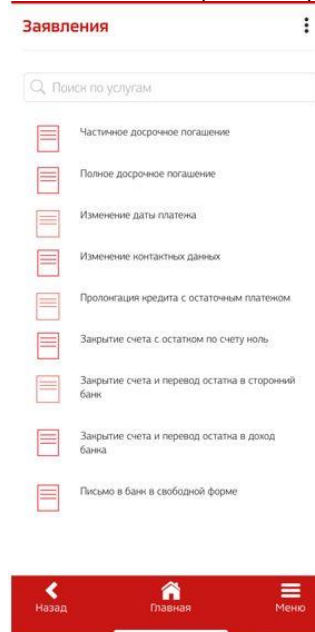 Заявления
Поиск по услугам
Частичное досрочное погашение
Полное досрочное погашение
Изменение даты платежа
Изменение контактных данных
Пролонгация кредита с остаточным платежом
Закрытие счета с остатком по счету ноль
Закрытие счета и перевод остатка в сторонний
банк
Закрытие счета и перевод остатка в доход
банка
Письмо в банк в свободной форме
Назад
Главная
Меню